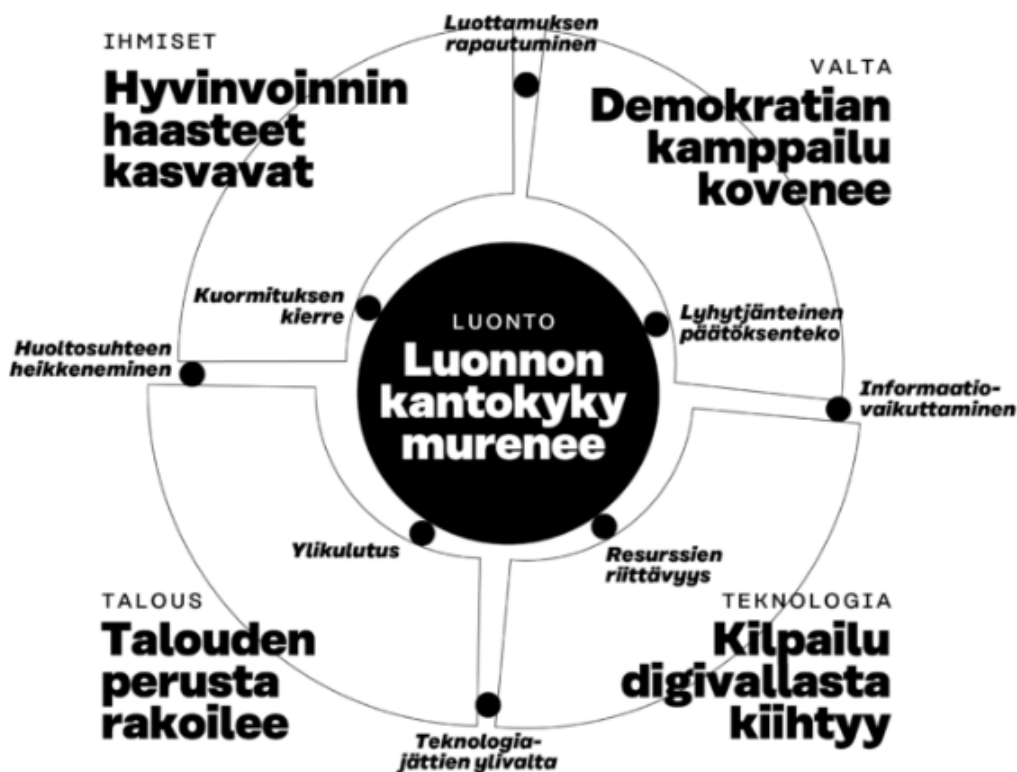 Luottamuksen
rapautuminen
IHMISET
Hyvinvoinnin
haasteet
kasvavat
VALTA
Demokratian
kamppailu
kovenee
Kuormituksen
kierre
Lyhytjänteinen
päätöksenteko
LUONTO
Luonnon
kantokyky
murenee
Huoltosuhteen
heikkeneminen
Informaatio-
vaikuttaminen
Ylikulutus
Resurssien
riittävyys
TALOUS
Talouden
perusta
rakoilee
TEKNOLOGIA
Kilpailu
digivallasta
kiihtyy
Teknologia-
jättien ylivalta